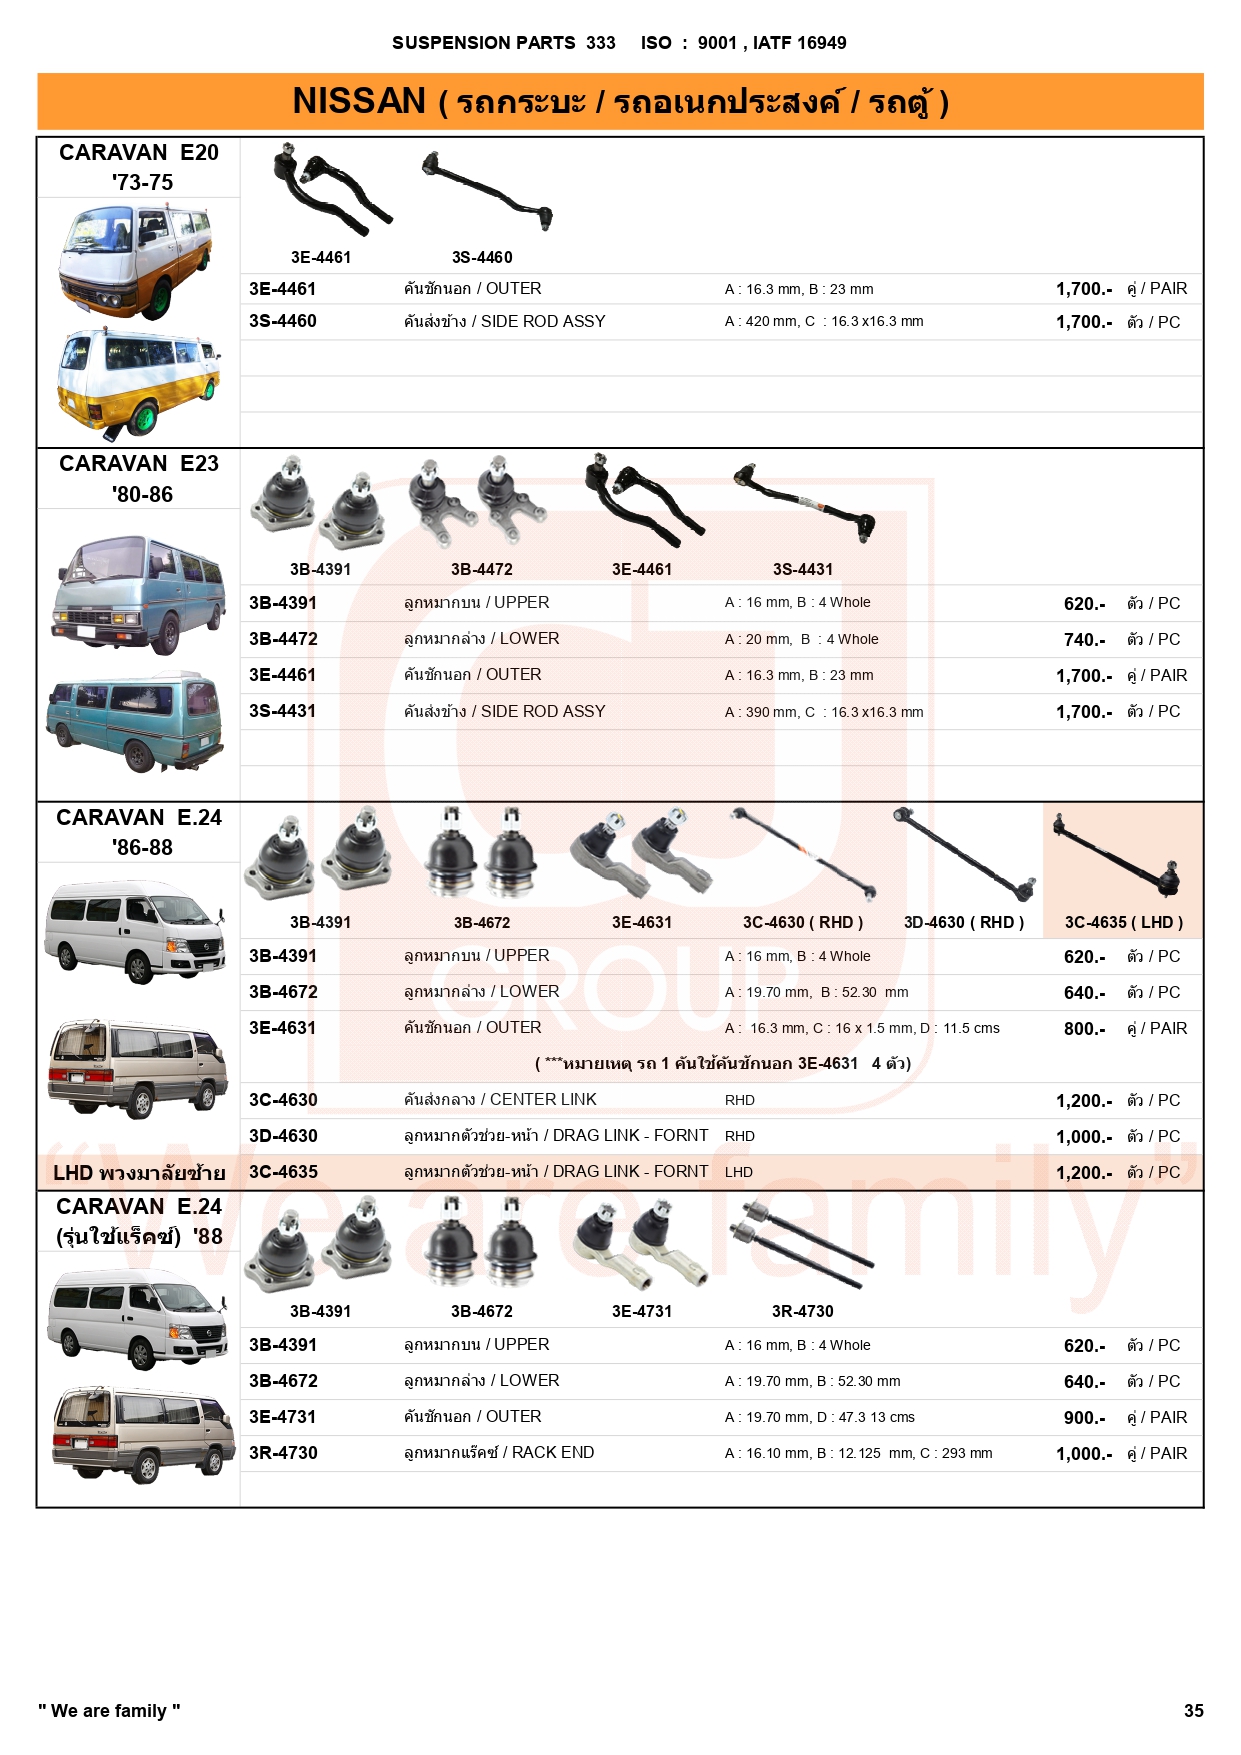 SUSPENSION PARTS 333 ISO : 9001 , IATF 16949
NISSAN ( รถกระบะ / รถอเนกประสงค์ / รถตู้ )
CARAVAN E20
'73-75
3E-4461 3S-4460
3E-4461 คันชักนอก / OUTER A : 16.3 mm, B : 23 mm 1,700.- คู่ / PAIR
3S-4460 คันส่งข้าง / SIDE ROD ASSY A : 420 mm, C : 16.3 x16.3 mm 1,700.- ตัว / PC
CARAVAN E23
'80-86
3B-4391 3B-4472 3E-4461 3S-4431
3B-4391 ลูกหมากบน / UPPER A : 16 mm, B : 4 Whole 620.- ตัว / PC
3B-4472 ลูกหมากล่าง / LOWER A : 20 mm, B : 4 Whole 740.- ตัว / PC
3E-4461 คันชักนอก / OUTER A : 16.3 mm, B : 23 mm 1,700.- คู่ / PAIR
3S-4431 คันส่งข้าง / SIDE ROD ASSY A : 390 mm, C : 16.3 x16.3 mm 1,700.- ตัว / PC
CARAVAN E.24
'86-88
3B-4391 3B-4672 3E-4631 3C-4630 ( RHD ) 3D-4630 ( RHD ) 3C-4635 ( LHD )
3B-4391 ลูกหมากบน / UPPER A : 16 mm, B : 4 Whole 620.- ตัว / PC
3B-4672 ลูกหมากล่าง / LOWER A : 19.70 mm, B : 52.30 mm 640.- ตัว / PC
3E-4631 คันชักนอก / OUTER A : 16.3 mm, C : 16 x 1.5 mm, D : 11.5 cms 800.- คู่ / PAIR
( ***หมายเหตุ รถ 1 คันใช้คันชักนอก 3E-4631 4 ตัว)
3C-4630 คันส่งกลาง / CENTER LINK RHD 1,200.- ตัว / PC
3D-4630 ลูกหมากตัวช่วย-หน้า / DRAG LINK - FORNT RHD 1,000.- ตัว / PC
LHD พวงมาลัยซ้าย 3C-4635 ลูกหมากตัวช่วย-หน้า / DRAG LINK - FORNT LHD 1,200.- ตัว / PC
CARAVAN E.24
(รุ่นใช้แร็คซ์) '88
3B-4391 3B-4672 3E-4731 3R-4730
3B-4391 ลูกหมากบน / UPPER A : 16 mm, B : 4 Whole 620.- ตัว / PC
3B-4672 ลูกหมากล่าง / LOWER A : 19.70 mm, B : 52.30 mm 640.- ตัว / PC
3E-4731 คันชักนอก / OUTER A : 19.70 mm, D : 47.3 13 cms 900.- คู่ / PAIR
3R-4730 ลูกหมากแร๊คซ์ / RACK END A : 16.10 mm, B : 12.125 mm, C : 293 mm 1,000.- คู่ / PAIR
CJ
GROUP
“We are family”
" We are family " 35